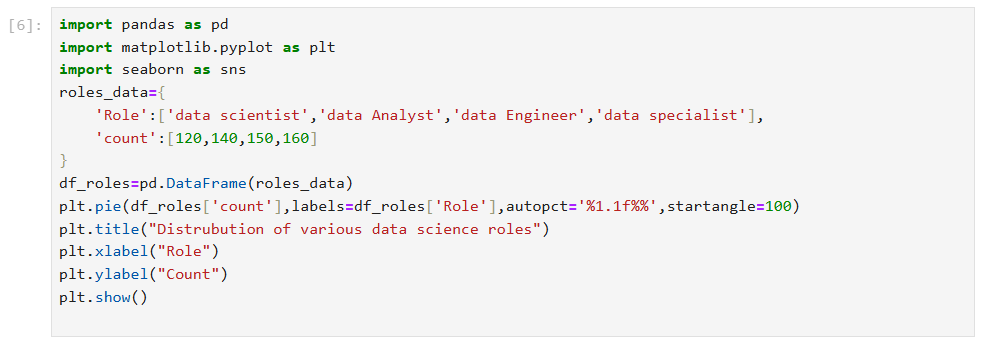 [6]:
import pandas as pd
import matplotlib.pyplot as plt
import seaborn as sns
roles_data={
    'Role':['data scientist','data Analyst','data Engineer','data specialist'],
    'count':[120,140,150,160]
}
df_roles=pd.DataFrame(roles_data)
plt.pie(df_roles['count'],labels=df_roles['Role'],autopct='%1.1f%%',startangle=100)
plt.title("Distrubution of various data science roles")
plt.xlabel("Role")
plt.ylabel("Count")
plt.show()